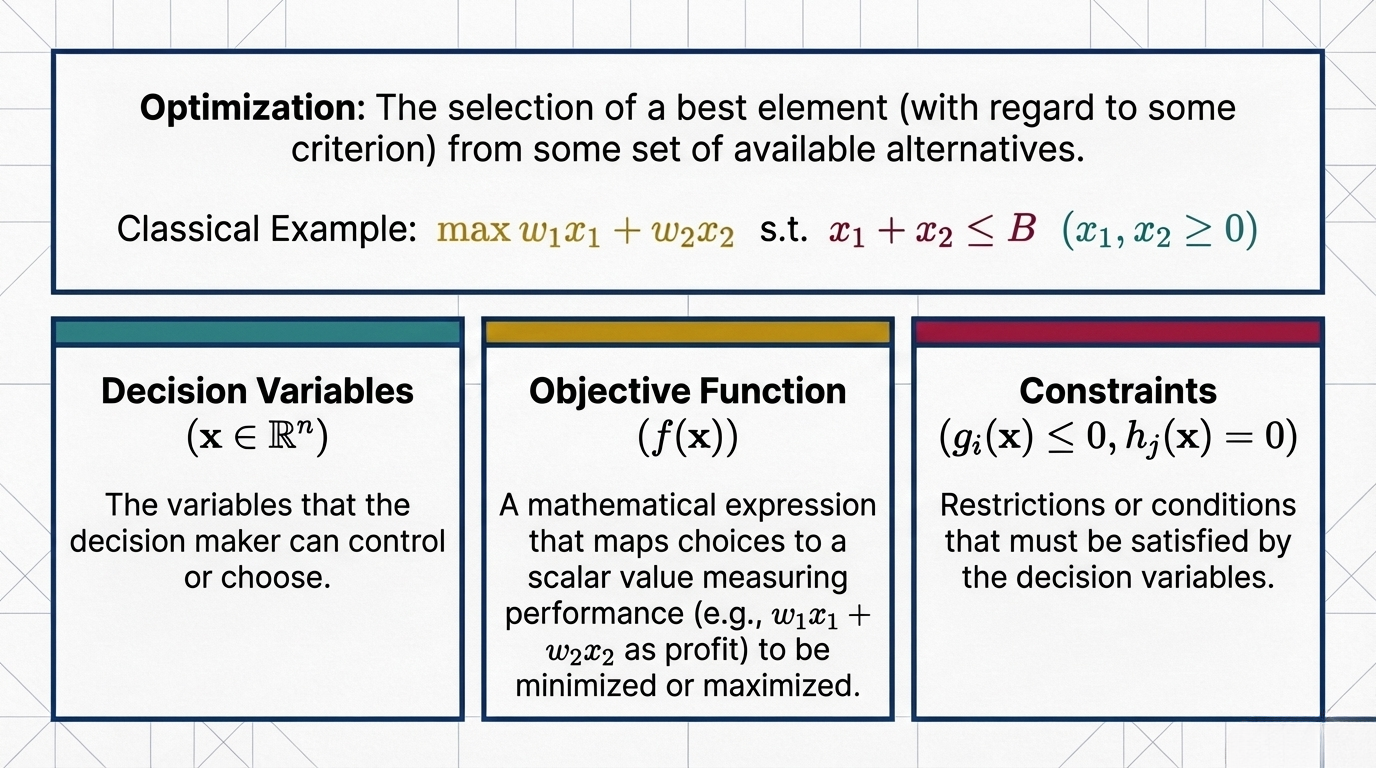 Optimization: The selection of a best element (with regard to some
criterion) from some set of available alternatives.
Classical Example: max w₁x₁ + w₂x₂ s.t. x₁ + x₂ ≤ B (x₁, x₂ ≥ 0)
Decision Variables
(x ∈ ℝⁿ)
The variables that the
decision maker can control
or choose.
Objective Function
(f(x))
A mathematical expression
that maps choices to a
scalar value measuring
performance (e.g., w₁x₁ +
w₂x₂ as profit) to be
minimized or maximized.
Constraints
(gᵢ(x) ≤ 0, hⱼ(x) = 0)
Restrictions or conditions
that must be satisfied by
the decision variables.